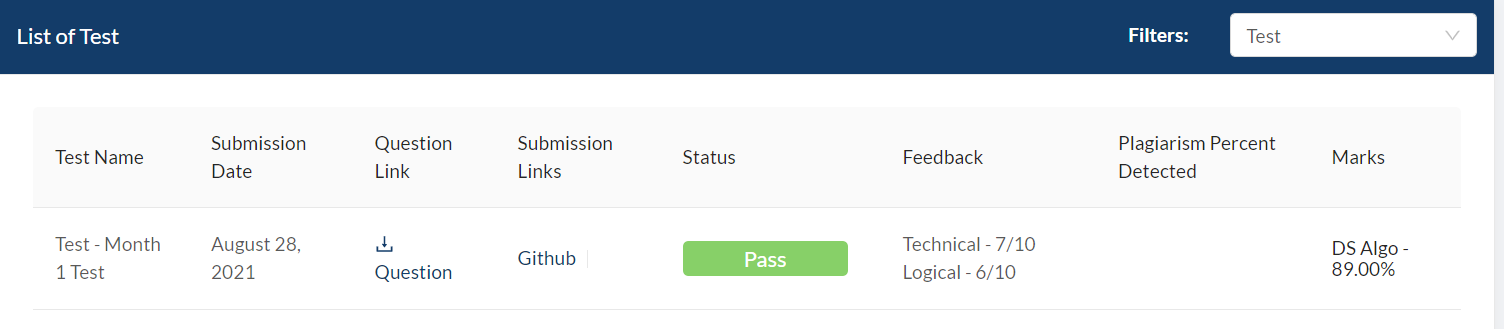 List of Test
Filters:
Test
Test Name
Submission
Date
Question
Link
Submission
Links
Status
Feedback
Plagiarism Percent
Detected
Marks
Test - Month
1 Test
August 28,
2021
Question
Github
Pass
Technical - 7/10
Logical - 6/10
DS Algo -
89.00%